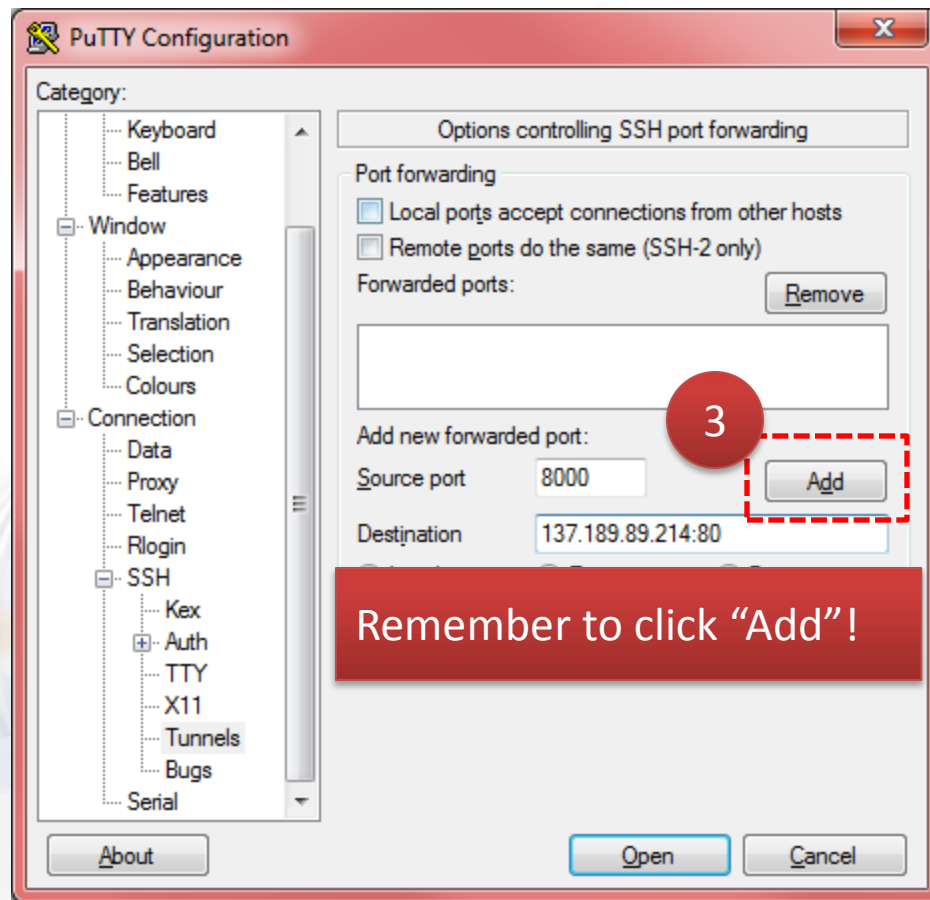 PuTTY Configuration
Category:
Keyboard
Bell
Features
Window
Appearance
Behaviour
Translation
Selection
Colours
Connection
Data
Proxy
Telnet
Rlogin
SSH
Kex
Auth
TTY
X11
Tunnels
Bugs
Serial
Options controlling SSH port forwarding
Port forwarding
Local ports accept connections from other hosts
Remote ports do the same (SSH-2 only)
Forwarded ports:
Remove
Add new forwarded port:
3
Source port 8000 Add
Destination 137.189.89.214:80
Remember to click “Add”!
About
Open
Cancel